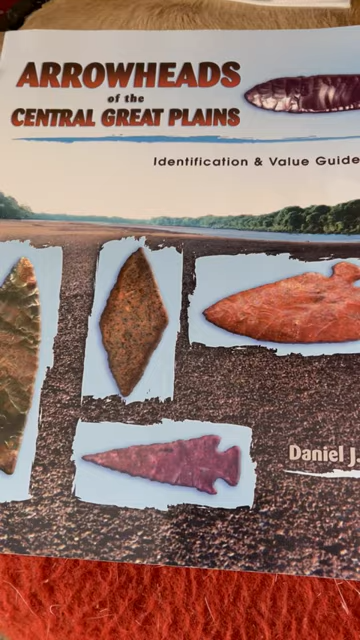 ARROWHEADS
of the
CENTRAL GREAT PLAINS
Identification & Value Guide
Daniel J.